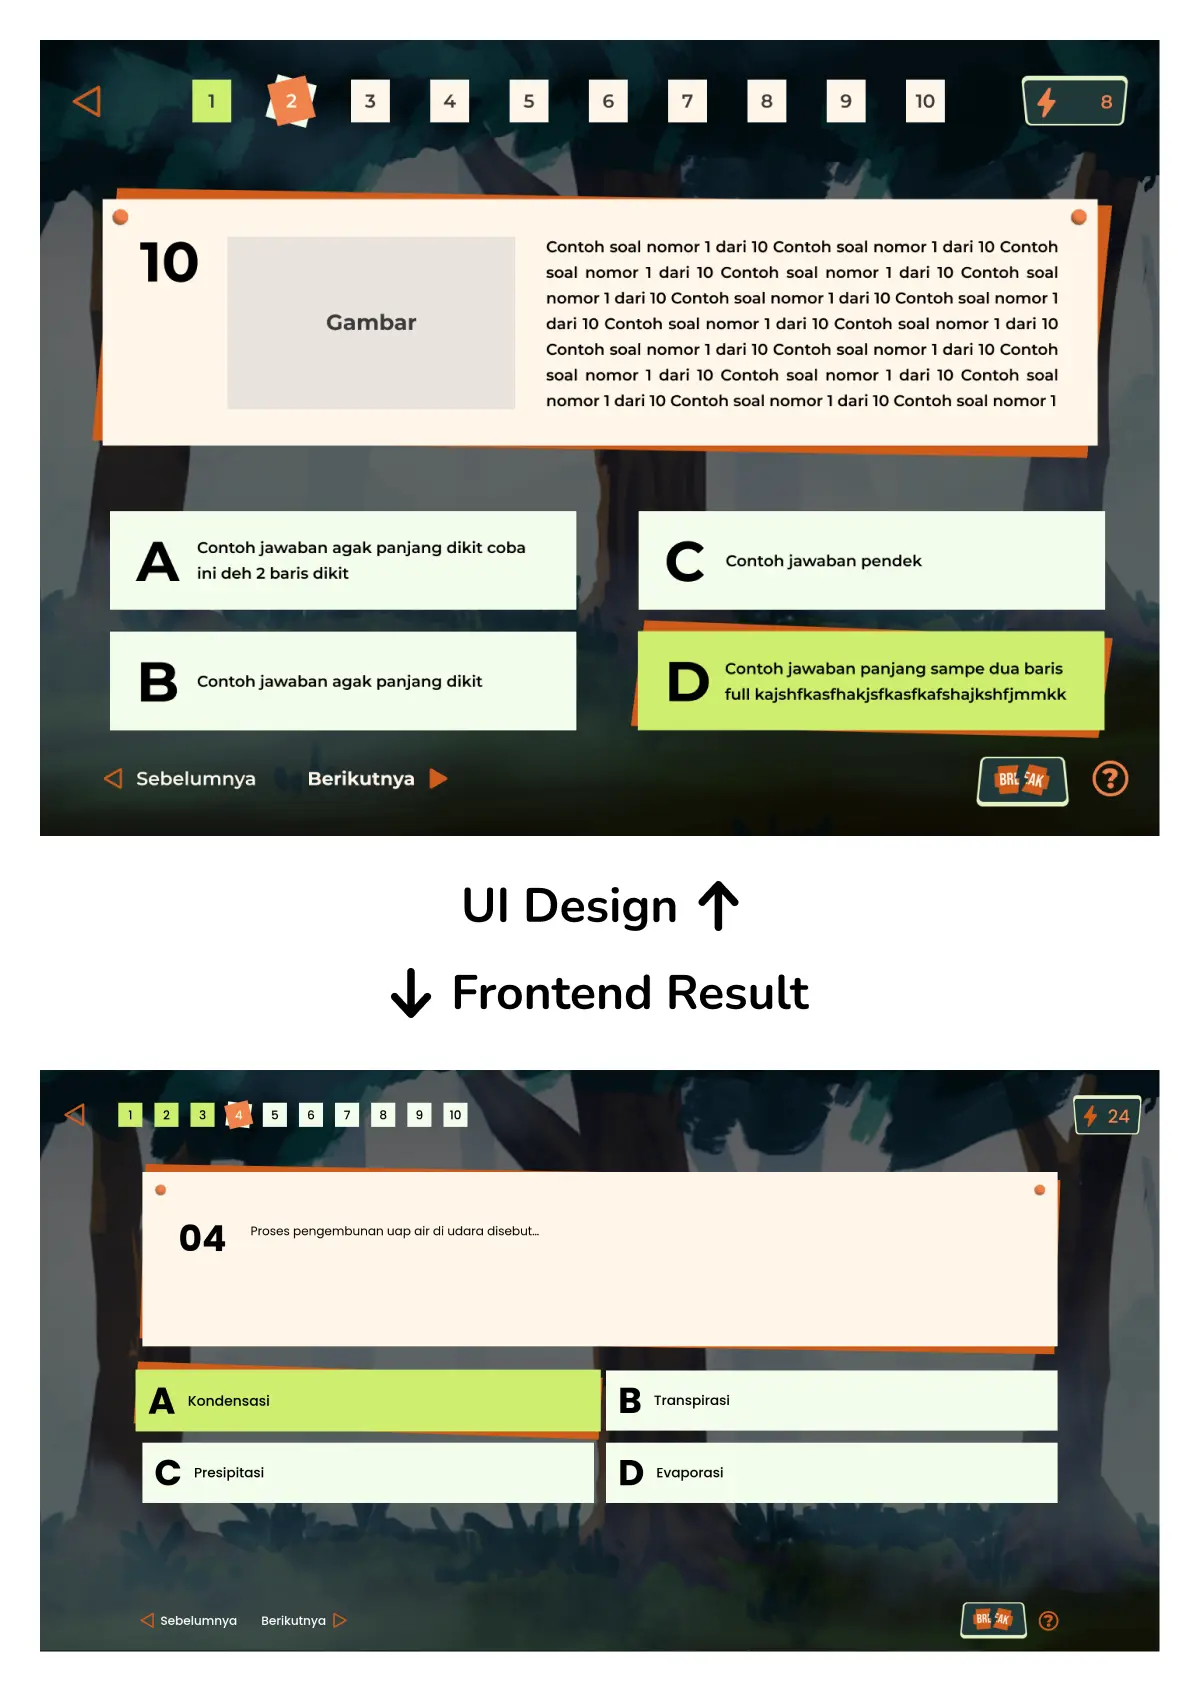 1 2 3 4 5 6 7 8 9 10 8
10
Gambar
Contoh soal nomor 1 dari 10 Contoh soal nomor 1 dari 10 Contoh
soal nomor 1 dari 10 Contoh soal nomor 1 dari 10 Contoh soal
nomor 1 dari 10 Contoh soal nomor 1 dari 10 Contoh soal nomor 1
dari 10 Contoh soal nomor 1 dari 10 Contoh soal nomor 1 dari 10
Contoh soal nomor 1 dari 10 Contoh soal nomor 1 dari 10 Contoh
soal nomor 1 dari 10 Contoh soal nomor 1 dari 10 Contoh soal
nomor 1 dari 10 Contoh soal nomor 1 dari 10 Contoh soal nomor 1
A Contoh jawaban agak panjang dikit coba
ini deh 2 baris dikit
C Contoh jawaban pendek
B Contoh jawaban agak panjang dikit
D Contoh jawaban panjang sampe dua baris
full kajshfkasfhakjsfkasfkafshajkshfjmmkk
Sebelumnya Berikutnya BREAK ?
UI Design ↑
↓ Frontend Result
1 2 3 4 5 6 7 8 9 10 24
04 Proses pengembunan uap air di udara disebut...
A Kondensasi
B Transpirasi
C Presipitasi
D Evaporasi
Sebelumnya Berikutnya BREAK ?